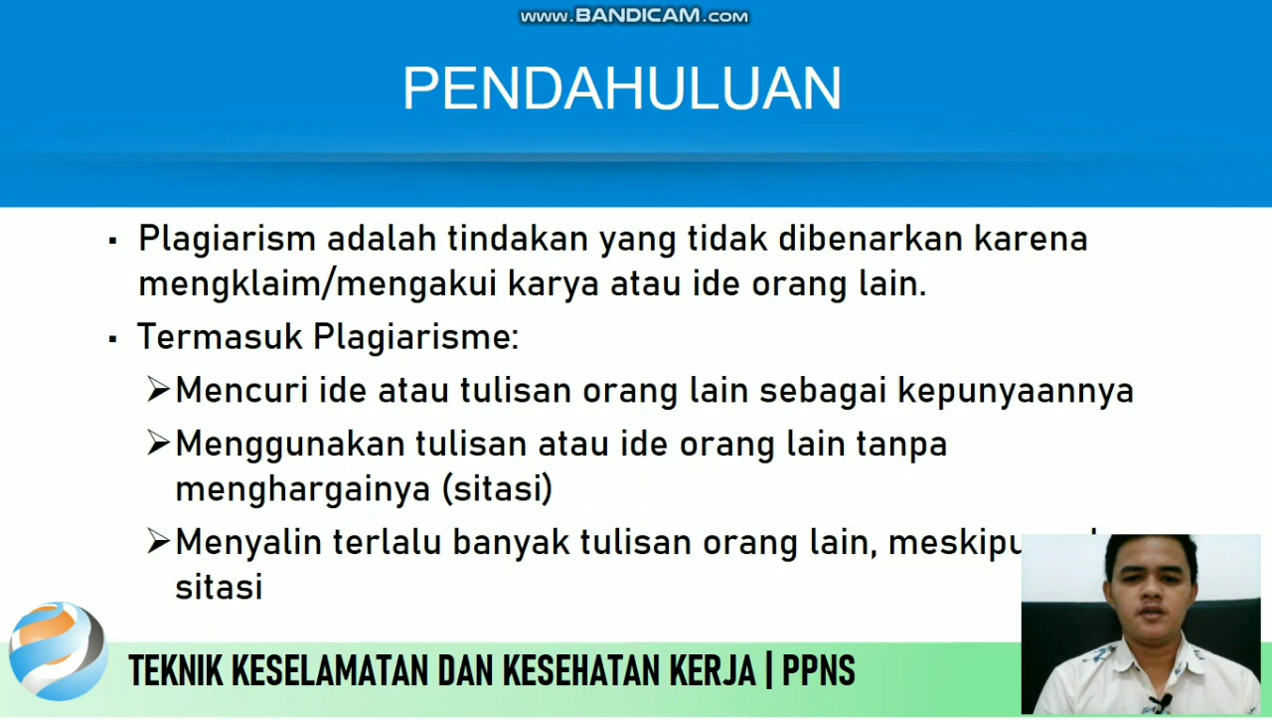 www.BANDICAM.com
PENDAHULUAN
▪ Plagiarism adalah tindakan yang tidak dibenarkan karena
mengklaim/mengakui karya atau ide orang lain.
▪ Termasuk Plagiarisme:
➢Mencuri ide atau tulisan orang lain sebagai kepunyaannya
➢Menggunakan tulisan atau ide orang lain tanpa
menghargainya (sitasi)
➢Menyalin terlalu banyak tulisan orang lain,
sitasi
TEKNIK KESELAMATAN DAN KESEHATAN KERJA | PPNS